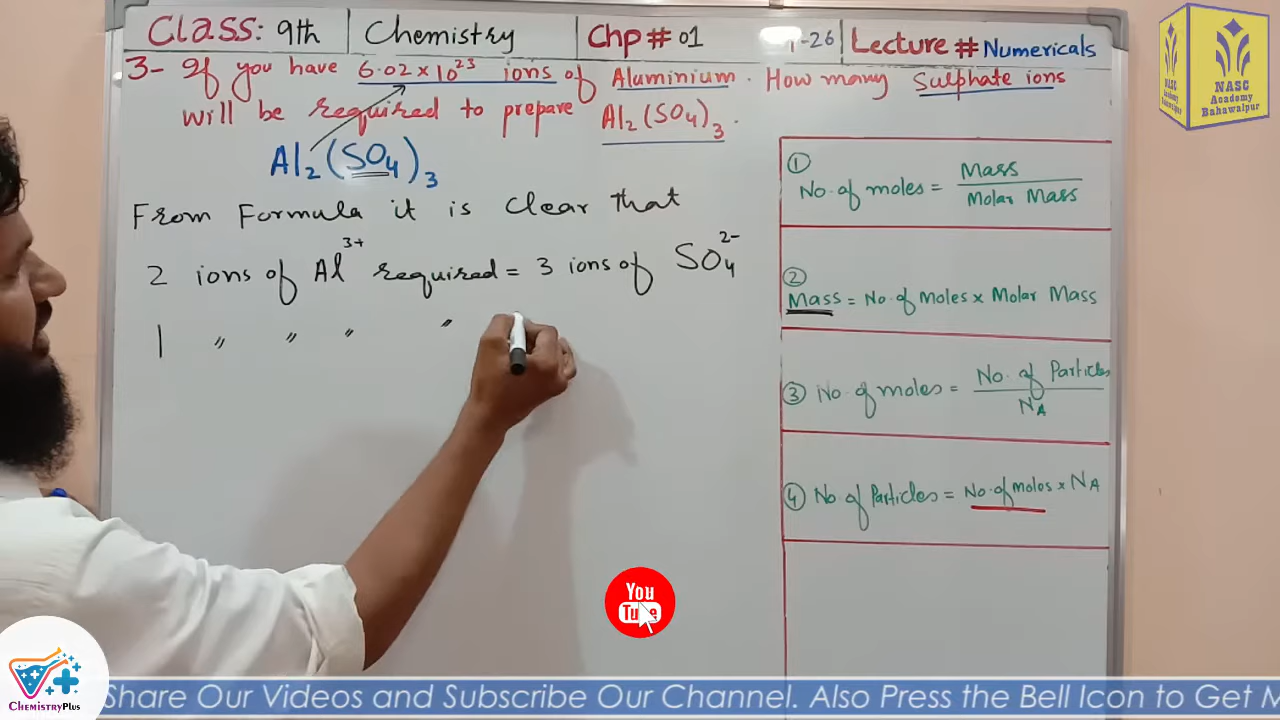 Class: 9th Chemistry Chp # 01 -26 Lecture # Numericals
3- If you have 6.02 × 10²³ ions of Aluminium. How many Sulphate ions
will be required to prepare Al₂(SO₄)₃.
Al₂(SO₄)₃
From Formula it is clear that
2 ions of Al³⁺ required = 3 ions of SO₄²⁻
1 〃 〃 〃 〃
① No. of moles = Mass / Molar Mass
② Mass = No. of Moles × Molar Mass
③ No. of moles = No. of Particles / NA
④ No. of Particles = No. of moles × NA
NASC
Academy
Bahawalpur
You
Tube
ChemistryPlus
Share Our Videos and Subscribe Our Channel. Also Press the Bell Icon to Get M